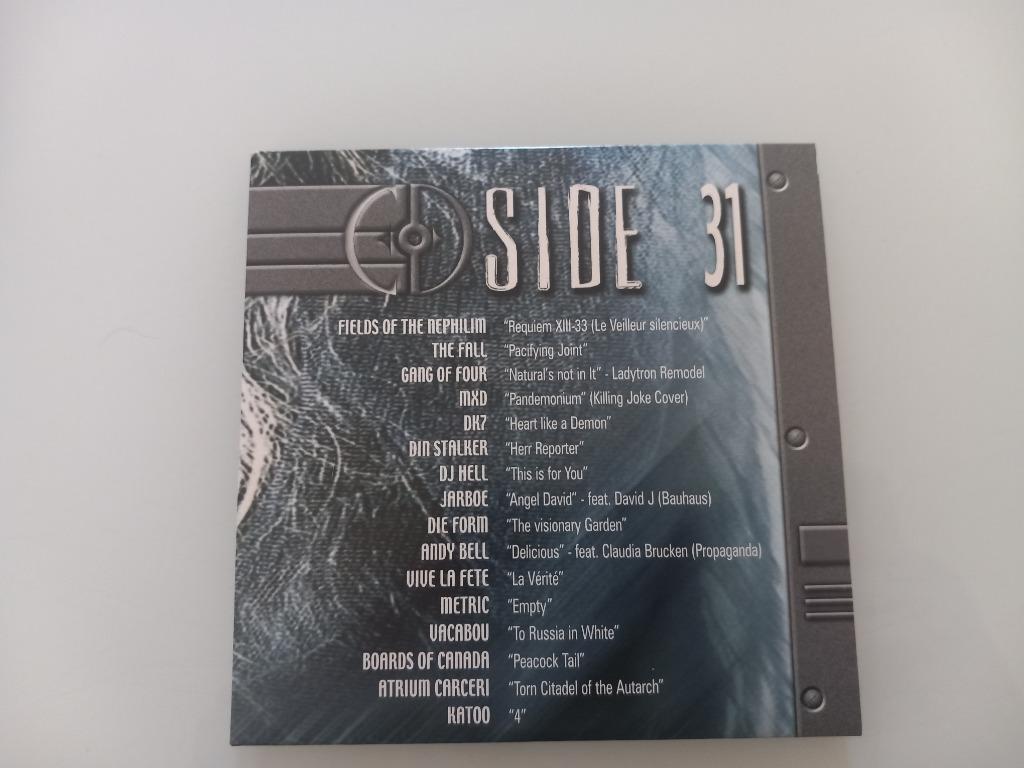 CD SIDE 31
FIELDS OF THE NEPHILIM "Requiem XIII-33 (Le Veilleur silencieux)"
THE FALL "Pacifying Joint"
GANG OF FOUR "Natural's not in It" - Ladytron Remodel
MXD "Pandemonium" (Killing Joke Cover)
DK7 "Heart like a Demon"
BIN STALKER "Herr Reporter"
DJ HELL "This is for You"
JARBOE "Angel David" - feat. David J (Bauhaus)
DIE FORM "The visionary Garden"
ANDY BELL "Delicious" - feat. Claudia Brucken (Propaganda)
VIVE LA FETE "La Vérité"
METRIC "Empty"
VACABOU "To Russia in White"
BOARDS OF CANADA "Peacock Tail"
ATRIUM CARCERI "Torn Citadel of the Autarch"
KATOO "4"